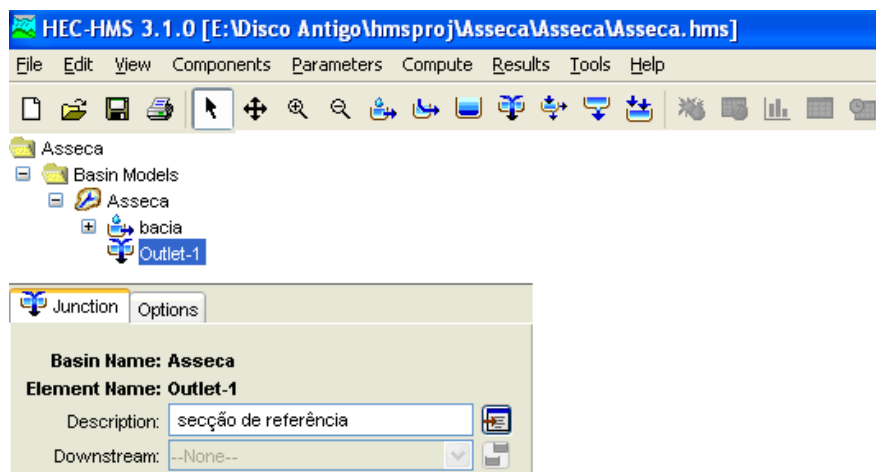 HEC-HMS 3.1.0 [E:\Disco Antigo\hmsproj\Asseca\Asseca\Asseca.hms]
File Edit View Components Parameters Compute Results Tools Help
Asseca
Basin Models
Asseca
bacia
Outlet-1
Junction Options
Basin Name: Asseca
Element Name: Outlet-1
Description: secção de referência
Downstream: --None--